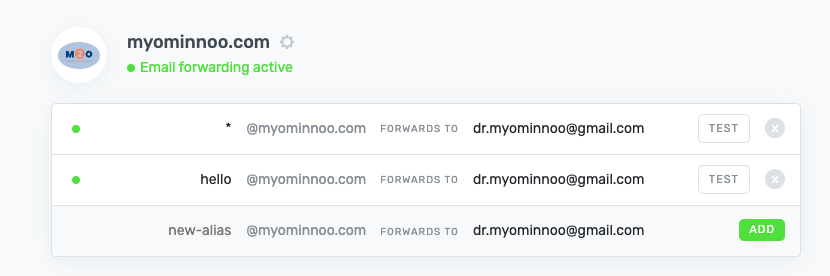 M2O
myominnoo.com
Email forwarding active
* @myominnoo.com FORWARDS TO dr.myominnoo@gmail.com TEST x
hello @myominnoo.com FORWARDS TO dr.myominnoo@gmail.com TEST x
new-alias @myominnoo.com FORWARDS TO dr.myominnoo@gmail.com ADD